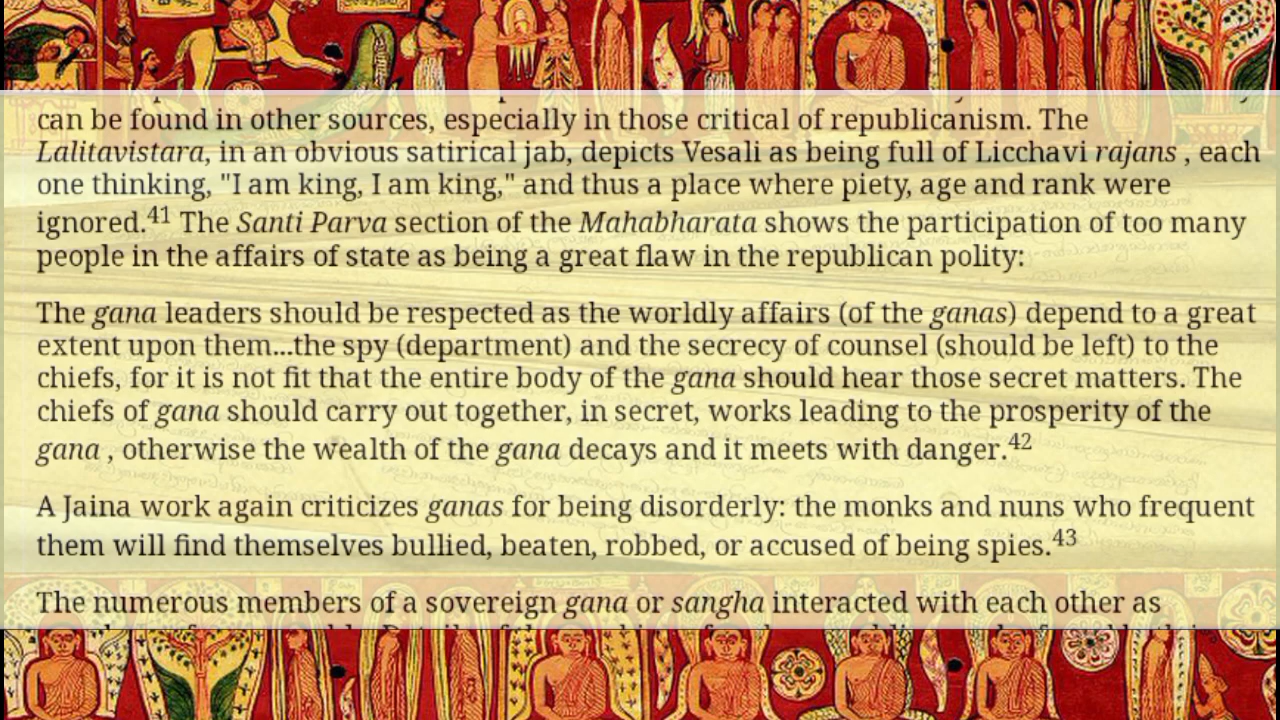 can be found in other sources, especially in those critical of republicanism. The
Lalitavistara, in an obvious satirical jab, depicts Vesali as being full of Licchavi rajans , each
one thinking, "I am king, I am king," and thus a place where piety, age and rank were
ignored.41 The Santi Parva section of the Mahabharata shows the participation of too many
people in the affairs of state as being a great flaw in the republican polity:
The gana leaders should be respected as the worldly affairs (of the ganas) depend to a great
extent upon them...the spy (department) and the secrecy of counsel (should be left) to the
chiefs, for it is not fit that the entire body of the gana should hear those secret matters. The
chiefs of gana should carry out together, in secret, works leading to the prosperity of the
gana , otherwise the wealth of the gana decays and it meets with danger.42
A Jaina work again criticizes ganas for being disorderly: the monks and nuns who frequent
them will find themselves bullied, beaten, robbed, or accused of being spies.43
The numerous members of a sovereign gana or sangha interacted with each other as